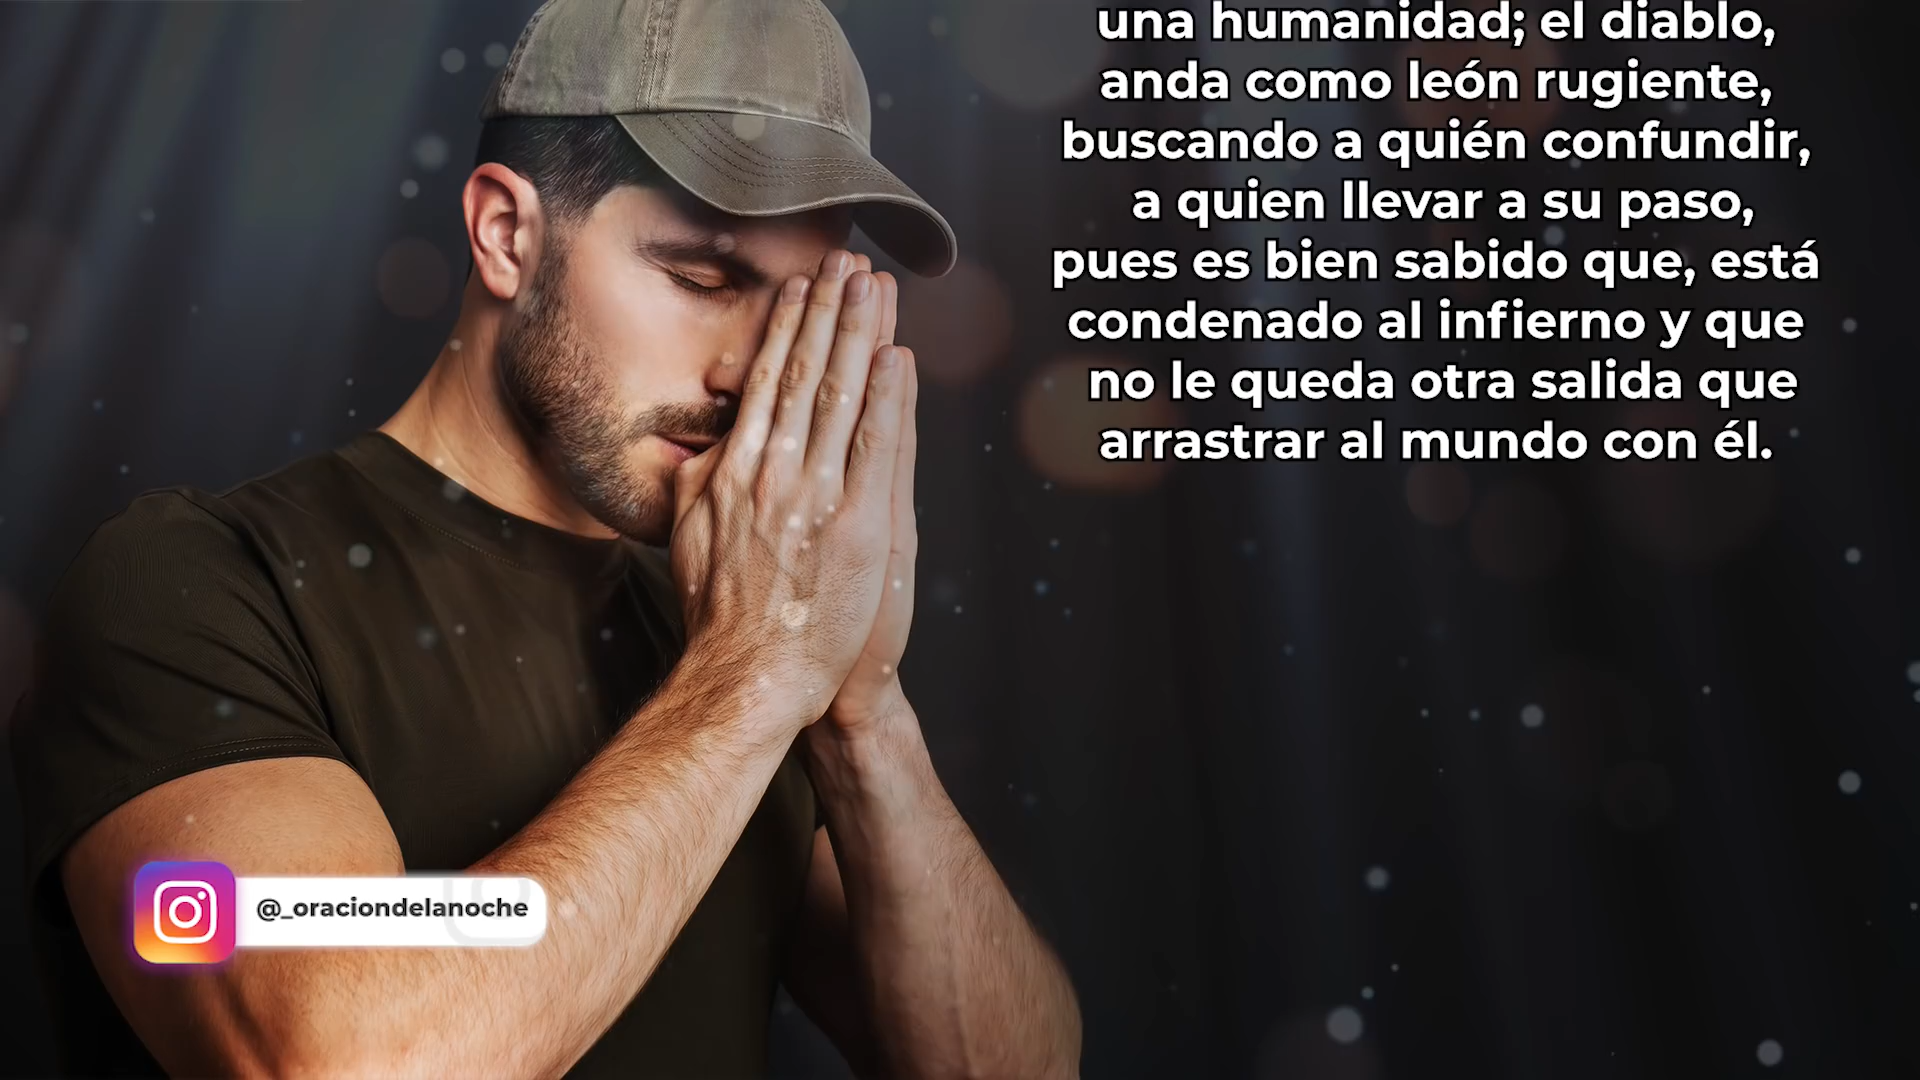 una humanidad; el diablo,
anda como león rugiente,
buscando a quién confundir,
a quien llevar a su paso,
pues es bien sabido que, está
condenado al infierno y que
no le queda otra salida que
arrastrar al mundo con él.
@_oraciondelanoche